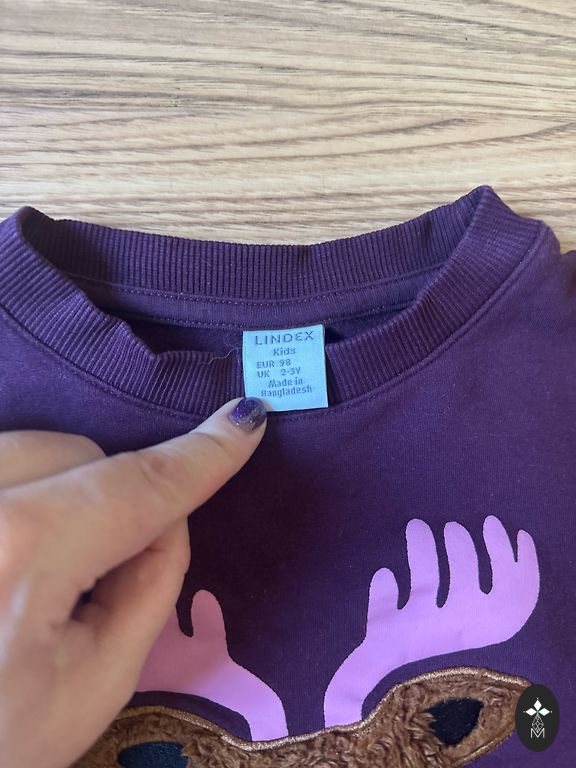 LINDEX
Kids
EUR 98
UK 2-3Y
Made in
Bangladesh
M